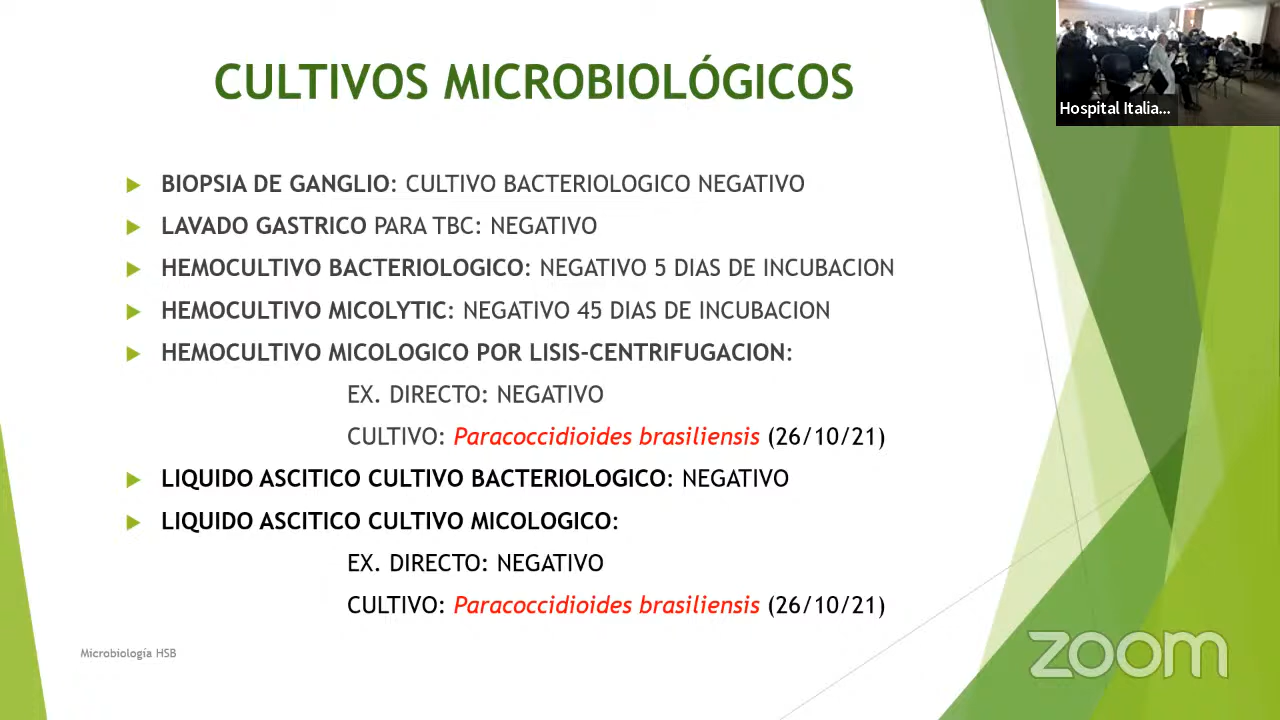 CULTIVOS MICROBIOLÓGICOS
Hospital Italia...
BIOPSIA DE GANGLIO: CULTIVO BACTERIOLOGICO NEGATIVO
LAVADO GASTRICO PARA TBC: NEGATIVO
HEMOCULTIVO BACTERIOLOGICO: NEGATIVO 5 DIAS DE INCUBACION
HEMOCULTIVO MICOLYTIC: NEGATIVO 45 DIAS DE INCUBACION
HEMOCULTIVO MICOLOGICO POR LISIS-CENTRIFUGACION:
EX. DIRECTO: NEGATIVO
CULTIVO: Paracoccidioides brasiliensis (26/10/21)
LIQUIDO ASCITICO CULTIVO BACTERIOLOGICO: NEGATIVO
LIQUIDO ASCITICO CULTIVO MICOLOGICO:
EX. DIRECTO: NEGATIVO
CULTIVO: Paracoccidioides brasiliensis (26/10/21)
Microbiología HSB
zoom